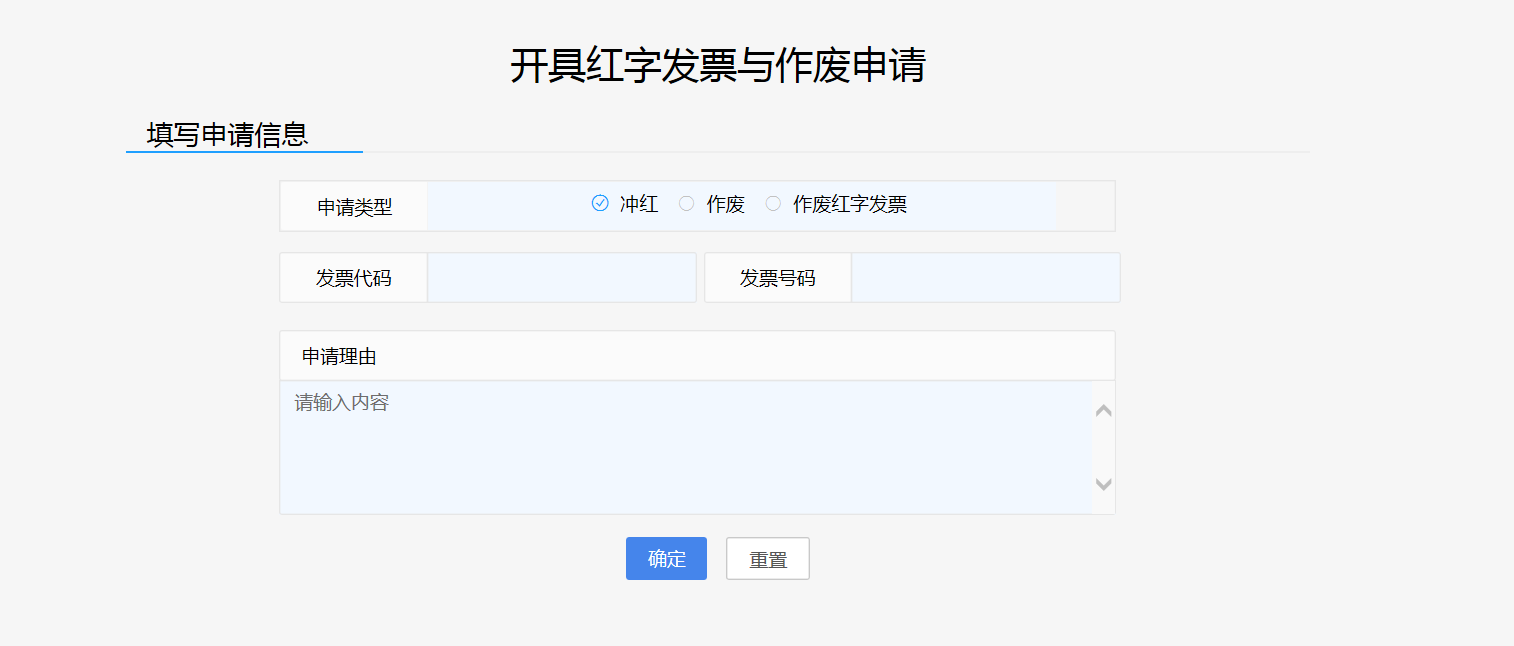 开具红字发票与作废申请
填写申请信息
申请类型 冲红 作废 作废红字发票
发票代码 发票号码
申请理由
请输入内容
确定 重置